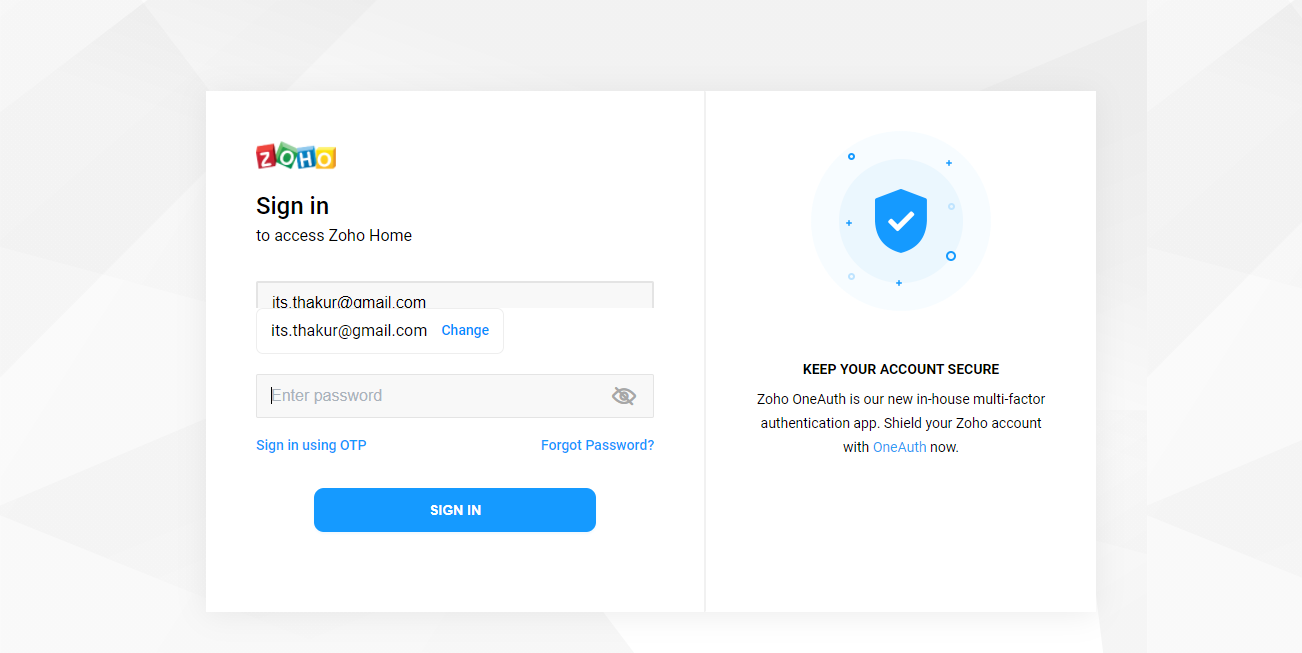 ZOHO
Sign in
to access Zoho Home
its.thakur@gmail.com
its.thakur@gmail.com Change
Enter password
Sign in using OTP Forgot Password?
SIGN IN
KEEP YOUR ACCOUNT SECURE
Zoho OneAuth is our new in-house multi-factor
authentication app. Shield your Zoho account
with OneAuth now.